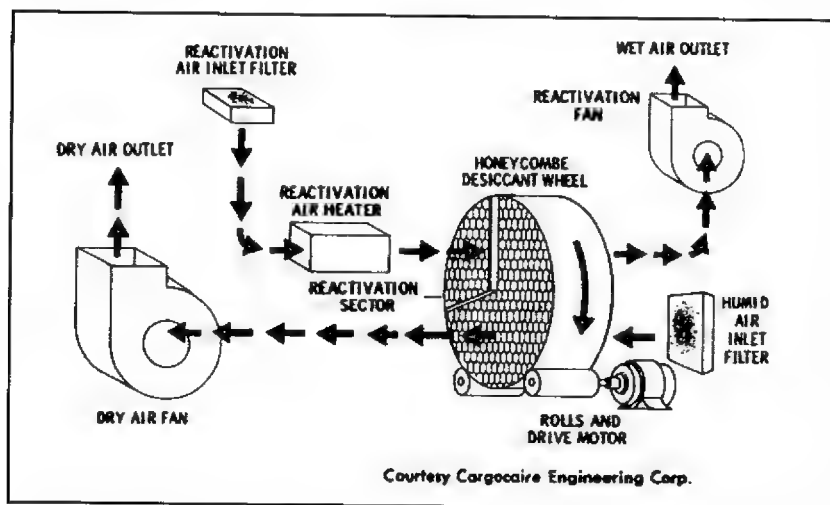 REACTIVATION
AIR INLET FILTER
WET AIR OUTLET
REACTIVATION
FAN
DRY AIR OUTLET
HONEYCOMBE
DESICCANT WHEEL
REACTIVATION
AIR HEATER
REACTIVATION
SECTOR
HUMID
AIR
INLET
FILTER
DRY AIR FAN
ROLLS AND
DRIVE MOTOR
Courtesy Cargocaire Engineering Corp.